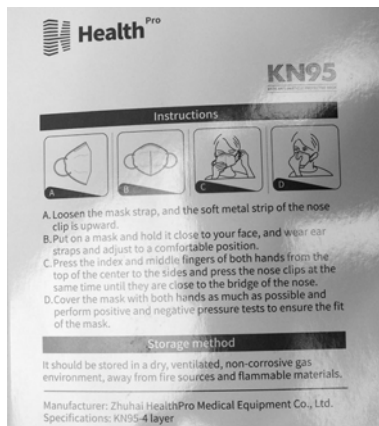 Health Pro
KN95
Instructions
A
B
C
D
A. Loosen the mask strap, and the soft metal strip of the nose
clip is upward.
B. Put on a mask and hold it close to your face, and wear ear
straps and adjust to a comfortable position.
C. Press the index and middle fingers of both hands from the
top of the center to the sides and press the nose clips at the
same time until they are close to the bridge of the nose.
D. Cover the mask with both hands as much as possible and
perform positive and negative pressure tests to ensure the fit
of the mask.
Storage method
It should be stored in a dry, ventilated, non-corrosive gas
environment, away from fire sources and flammable materials.
Manufacturer: Zhuhai HealthPro Medical Equipment Co., Ltd.
Specifications: KN95-4 layer